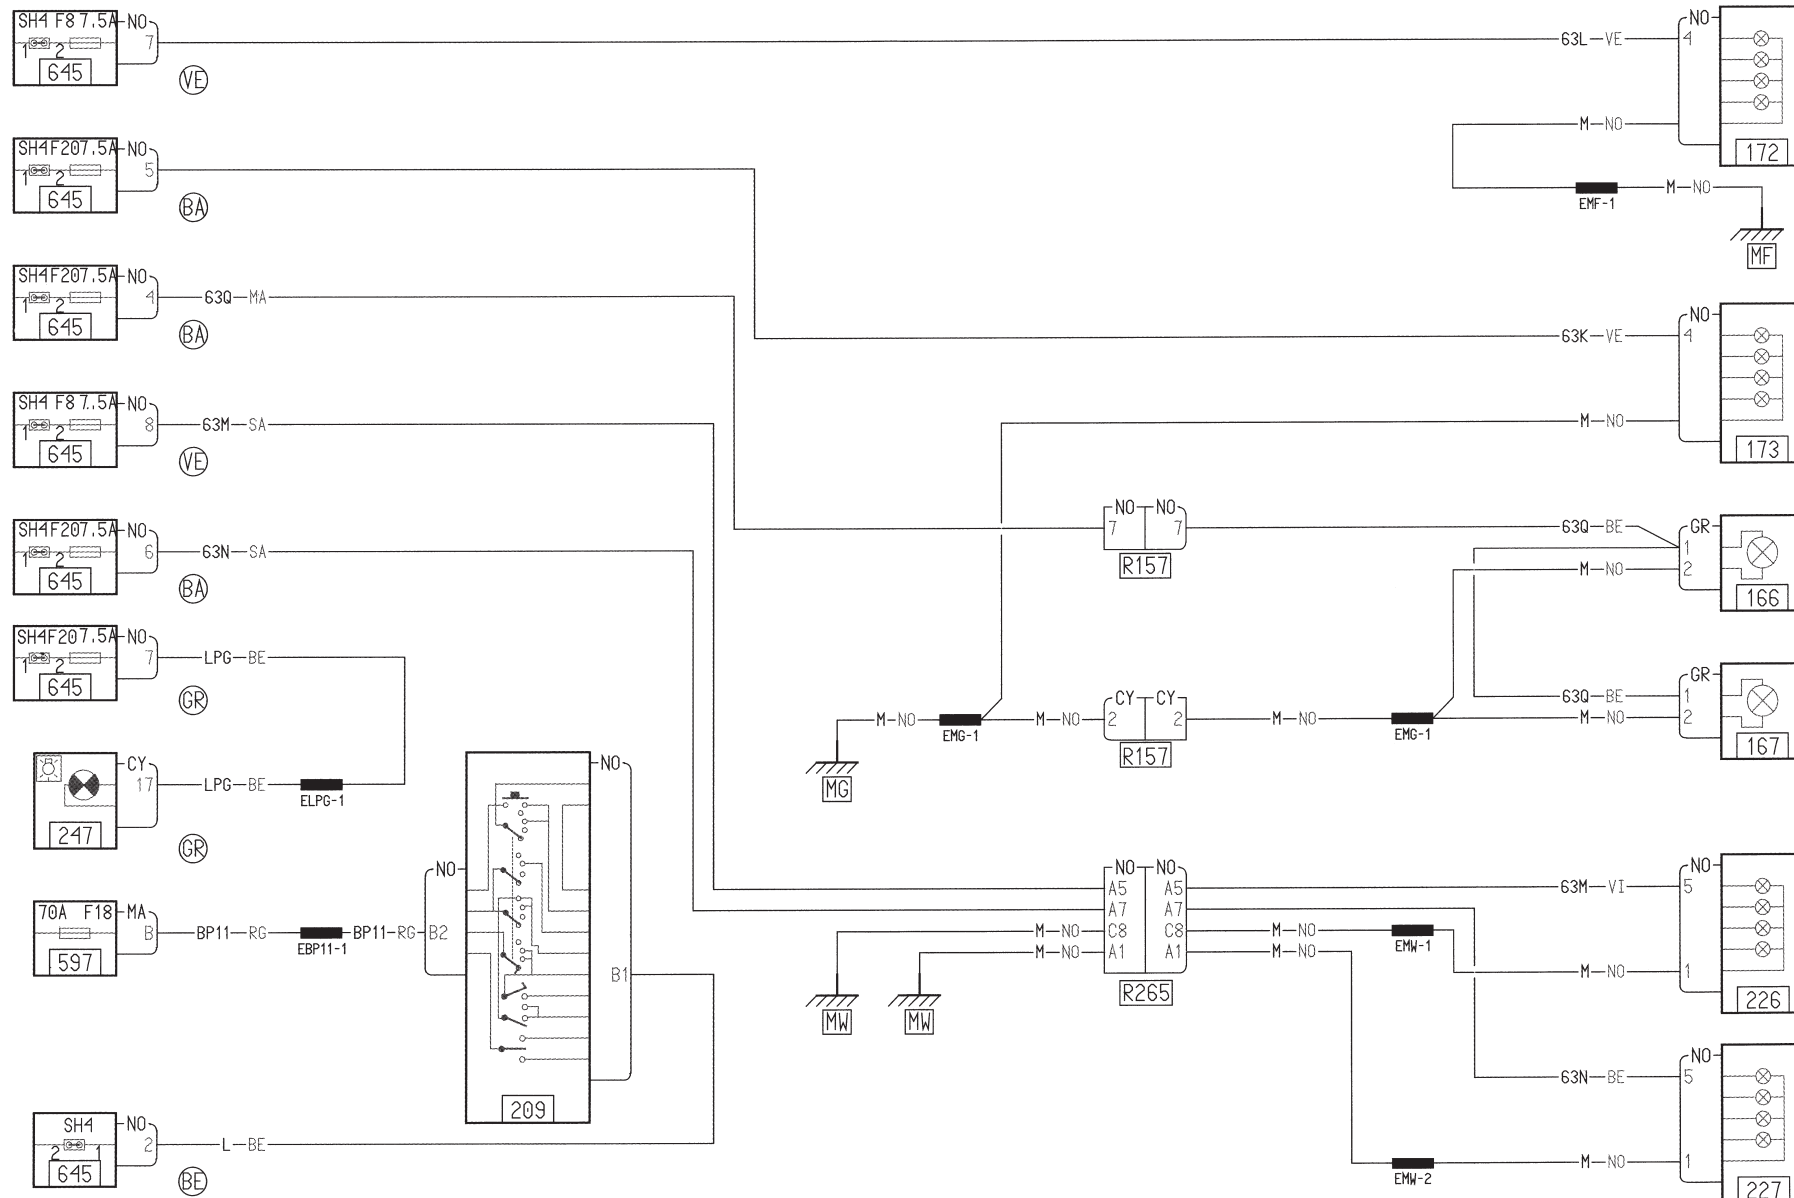 SH4 F8 7.5A NO
7
1 2
645
VE
63L VE
NO
4
M NO
172
EMF-1
M NO
MF
SH4F207.5A NO
5
1 2
645
BA
63K VE
NO
4
M NO
173
SH4F207.5A NO
4
1 2
645
BA
63Q MA
SH4 F8 7.5A NO
8
1 2
645
VE
63M SA
SH4F207.5A NO
6
1 2
645
BA
63N SA
NO NO
7 7
R157
63Q BE
GR
1
M NO
2
166
SH4F207.5A NO
7
1 2
645
GR
LPG BE
M NO
EMG-1
M NO
CY CY
2 2
R157
M NO
EMG-1
63Q BE
M NO
GR
1
2
167
MG
CY
17
247
GR
LPG BE
ELPG-1
70A F18 MA
B
597
BP11 RG
EBP11-1
BP11 RG
NO
B2
NO
B1
209
NO NO
A5 A5
A7 A7
C8 C8
A1 A1
R265
M NO
M NO
MW
MW
M NO
M NO
EMW-1
63M VI
NO
5
M NO
1
226
63N BE
NO
5
EMW-2
M NO
1
227
SH4 NO
2
2 1
645
BE
L BE